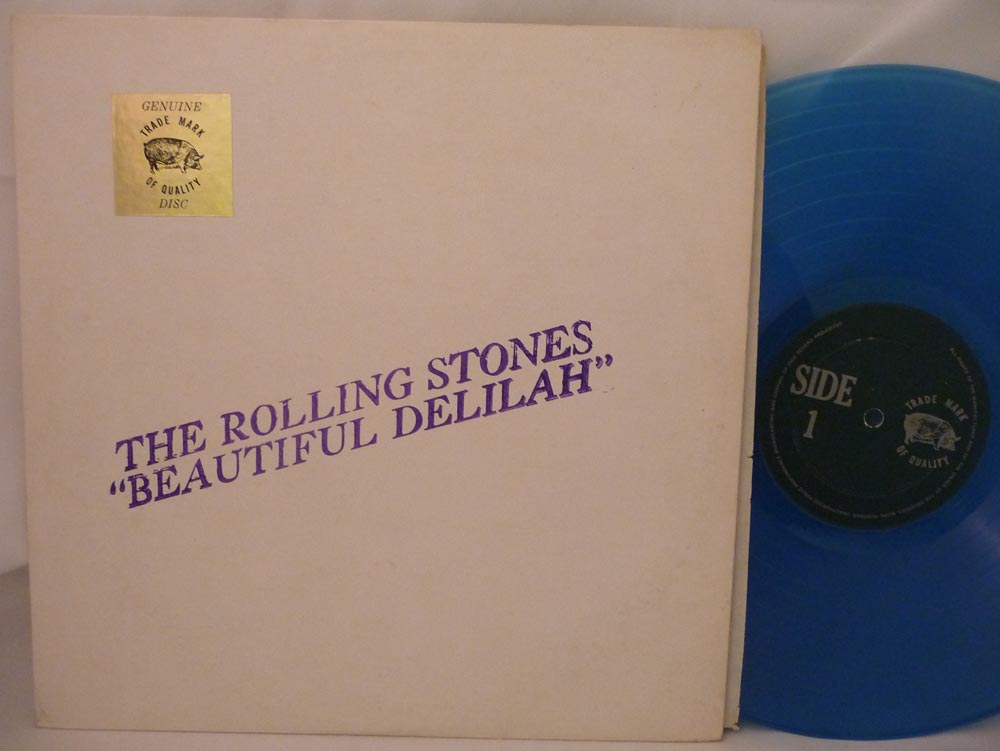 GENUINE
TRADE MARK
OF QUALITY
DISC
THE ROLLING STONES
“BEAUTIFUL DELILAH”
SIDE
1
TRADE MARK
OF QUALITY